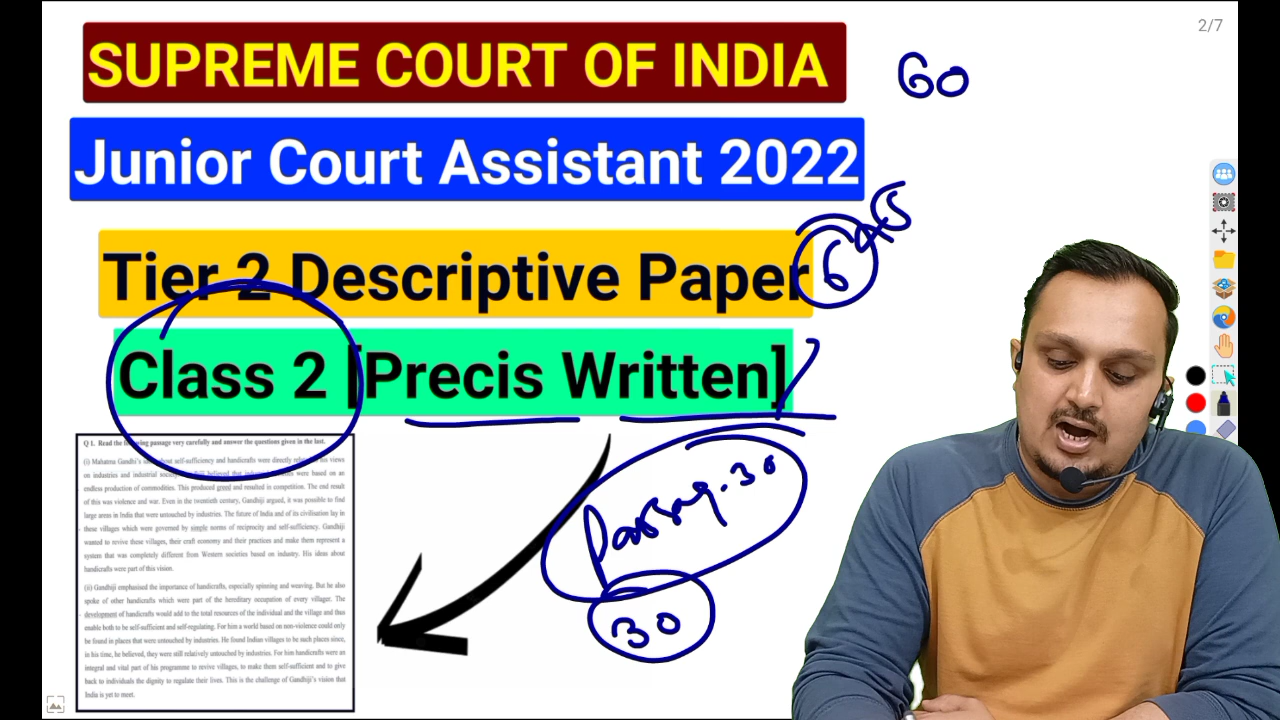 2/7
SUPREME COURT OF INDIA
60
Junior Court Assistant 2022
Tier 2 Descriptive Paper
6
45
Class 2 [Precis Written]
Q 1. Read the following passage very carefully and answer the questions given in the last.
(i) Mahatma Gandhi's about self-sufficiency and handicrafts were directly related to his views
on industries and industrial society. believed that industrial were based on an
endless production of commodities. This produced greed and resulted in competition. The end result
of this was violence and war. Even in the twentieth century, Gandhiji argued, it was possible to find
large areas in India that were untouched by industries. The future of India and of its civilisation lay in
these villages which were governed by simple norms of reciprocity and self-sufficiency. Gandhiji
wanted to revive these villages, their craft economy and their practices and make them represent a
system that was completely different from Western societies based on industry. His ideas about
handicrafts were part of this vision.
(ii) Gandhiji emphasised the importance of handicrafts, especially spinning and weaving. But he also
spoke of other handicrafts which were part of the hereditary occupation of every villager. The
development of handicrafts would add to the total resources of the individual and the village and thus
enable both to be self-sufficient and self-regulating. For him a world based on non-violence could only
be found in places that were untouched by industries. He found Indian villages to be such places since,
in his time, he believed, they were still relatively untouched by industries. For him handicrafts were an
integral and vital part of his programme to revive villages, to make them self-sufficient and to give
back to individuals the dignity to regulate their lives. This is the challenge of Gandhiji's vision that
India is yet to meet.
30
30